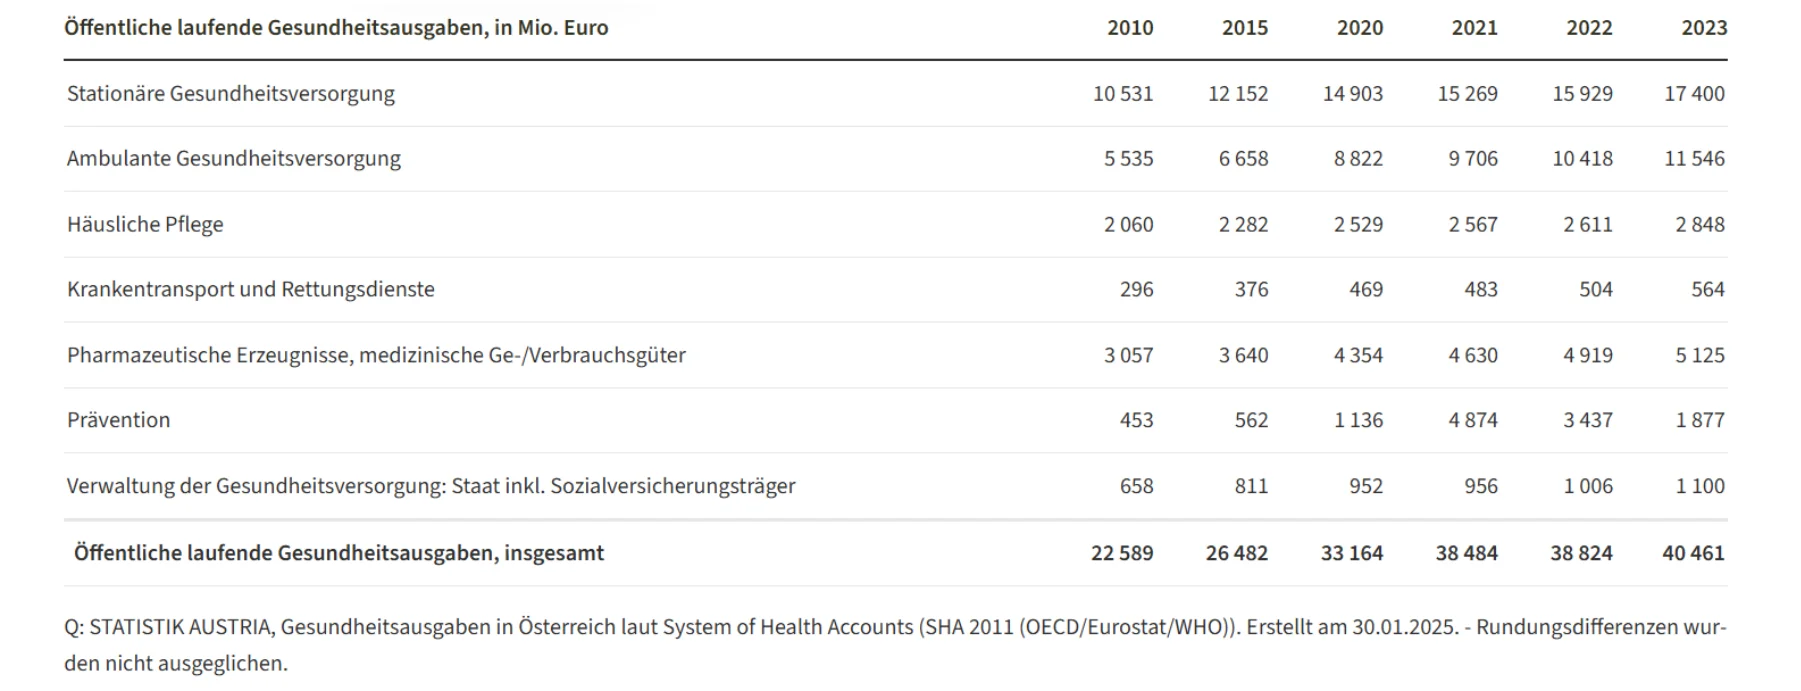 Öffentliche laufende Gesundheitsausgaben, in Mio. Euro 2010 2015 2020 2021 2022 2023
Stationäre Gesundheitsversorgung 10 531 12 152 14 903 15 269 15 929 17 400
Ambulante Gesundheitsversorgung 5 535 6 658 8 822 9 706 10 418 11 546
Häusliche Pflege 2 060 2 282 2 529 2 567 2 611 2 848
Krankentransport und Rettungsdienste 296 376 469 483 504 564
Pharmazeutische Erzeugnisse, medizinische Ge-/Verbrauchsgüter 3 057 3 640 4 354 4 630 4 919 5 125
Prävention 453 562 1 136 4 874 3 437 1 877
Verwaltung der Gesundheitsversorgung: Staat inkl. Sozialversicherungsträger 658 811 952 956 1 006 1 100
Öffentliche laufende Gesundheitsausgaben, insgesamt 22 589 26 482 33 164 38 484 38 824 40 461
Q: STATISTIK AUSTRIA, Gesundheitsausgaben in Österreich laut System of Health Accounts (SHA 2011 (OECD/Eurostat/WHO)). Erstellt am 30.01.2025. - Rundungsdifferenzen wur-
den nicht ausgeglichen.